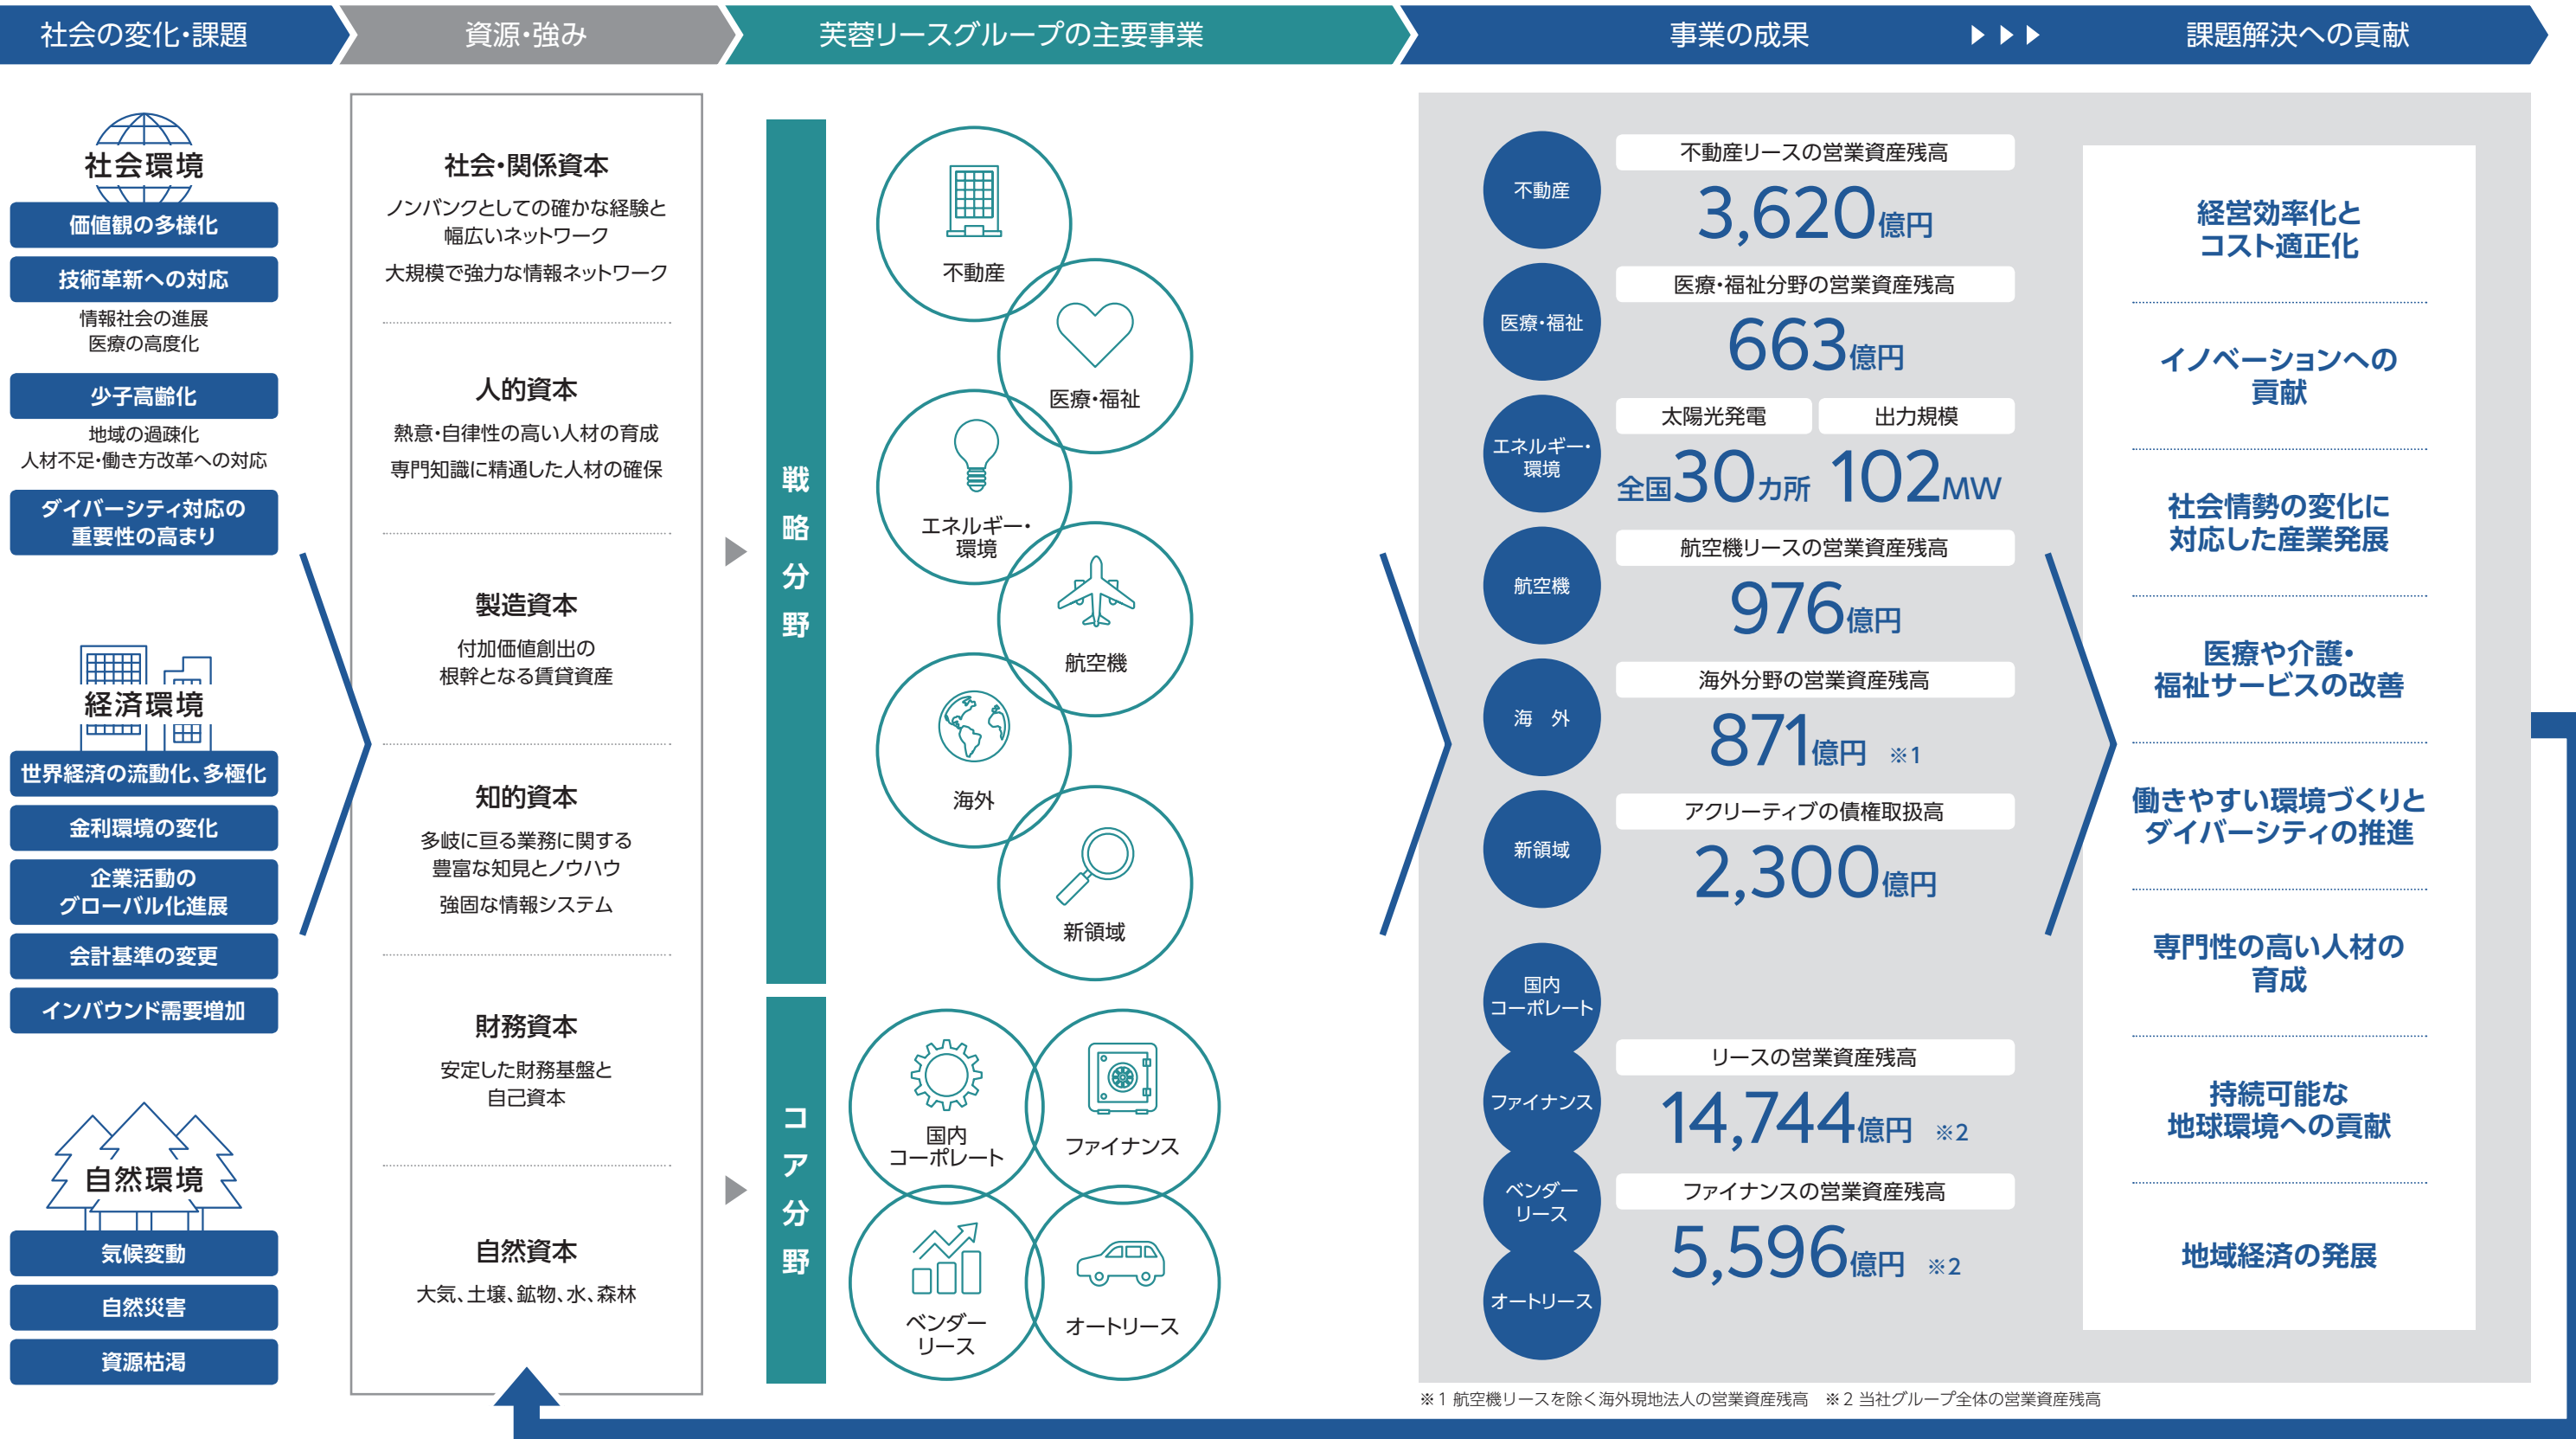 社会の変化・課題
資源・強み
芙蓉リースグループの主要事業
事業の成果
課題解決への貢献
社会環境
価値観の多様化
技術革新への対応
情報社会の進展
医療の高度化
少子高齢化
地域の過疎化
人材不足・働き方改革への対応
ダイバーシティ対応の
重要性の高まり
経済環境
世界経済の流動化、多極化
金利環境の変化
企業活動の
グローバル化進展
会計基準の変更
インバウンド需要増加
自然環境
気候変動
自然災害
資源枯渇
社会・関係資本
ノンバンクとしての確かな経験と
幅広いネットワーク
大規模で強力な情報ネットワーク
人的資本
熱意・自律性の高い人材の育成
専門知識に精通した人材の確保
製造資本
付加価値創出の
根幹となる賃貸資産
知的資本
多岐に亘る業務に関する
豊富な知見とノウハウ
強固な情報システム
財務資本
安定した財務基盤と
自己資本
自然資本
大気、土壌、鉱物、水、森林
戦略分野
不動産
医療・福祉
エネルギー・
環境
航空機
海外
新領域
コア分野
国内
コーポレート
ファイナンス
ベンダー
リース
オートリース
不動産
不動産リースの営業資産残高
3,620億円
医療・福祉
医療・福祉分野の営業資産残高
663億円
エネルギー・
環境
太陽光発電
出力規模
全国30カ所 102MW
航空機
航空機リースの営業資産残高
976億円
海 外
海外分野の営業資産残高
871億円 ※1
新領域
アクリーティブの債権取扱高
2,300億円
国内
コーポレート
ファイナンス
ベンダー
リース
オートリース
リースの営業資産残高
14,744億円 ※2
ファイナンスの営業資産残高
5,596億円 ※2
経営効率化と
コスト適正化
イノベーションへの
貢献
社会情勢の変化に
対応した産業発展
医療や介護・
福祉サービスの改善
働きやすい環境づくりと
ダイバーシティの推進
専門性の高い人材の
育成
持続可能な
地球環境への貢献
地域経済の発展
※1 航空機リースを除く海外現地法人の営業資産残高 ※2 当社グループ全体の営業資産残高